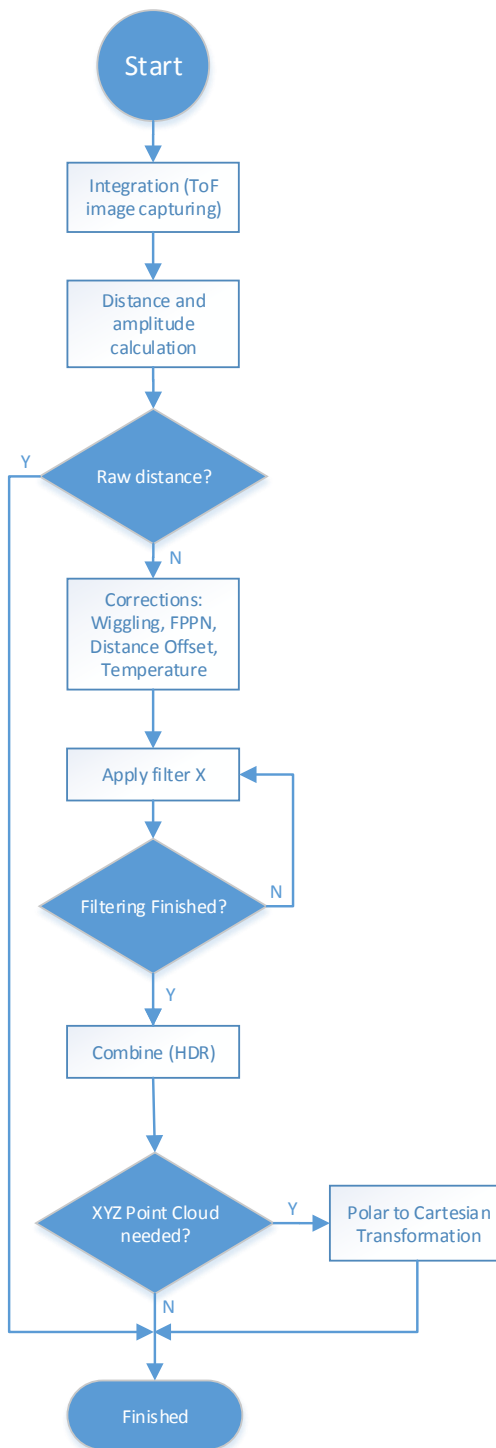 Start
Integration (ToF
image capturing)
Distance and
amplitude
calculation
Y
Raw distance?
N
Corrections:
Wiggling, FPPN,
Distance Offset,
Temperature
Apply filter X
Filtering Finished?
N
Y
Combine (HDR)
XYZ Point Cloud
needed?
Y
Polar to Cartesian
Transformation
N
Finished